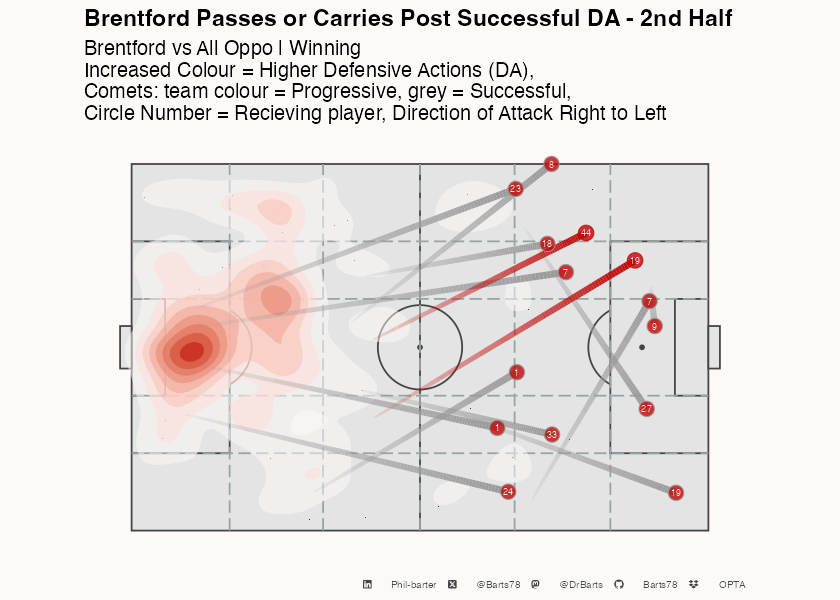 Brentford Passes or Carries Post Successful DA - 2nd Half
Brentford vs All Oppo | Winning
Increased Colour = Higher Defensive Actions (DA),
Comets: team colour = Progressive, grey = Successful,
Circle Number = Recieving player, Direction of Attack Right to Left
8
23
44
18
19
7
7
9
1
27
1
33
24
19
Phil-barter @Barts78 @DrBarts Barts78 OPTA